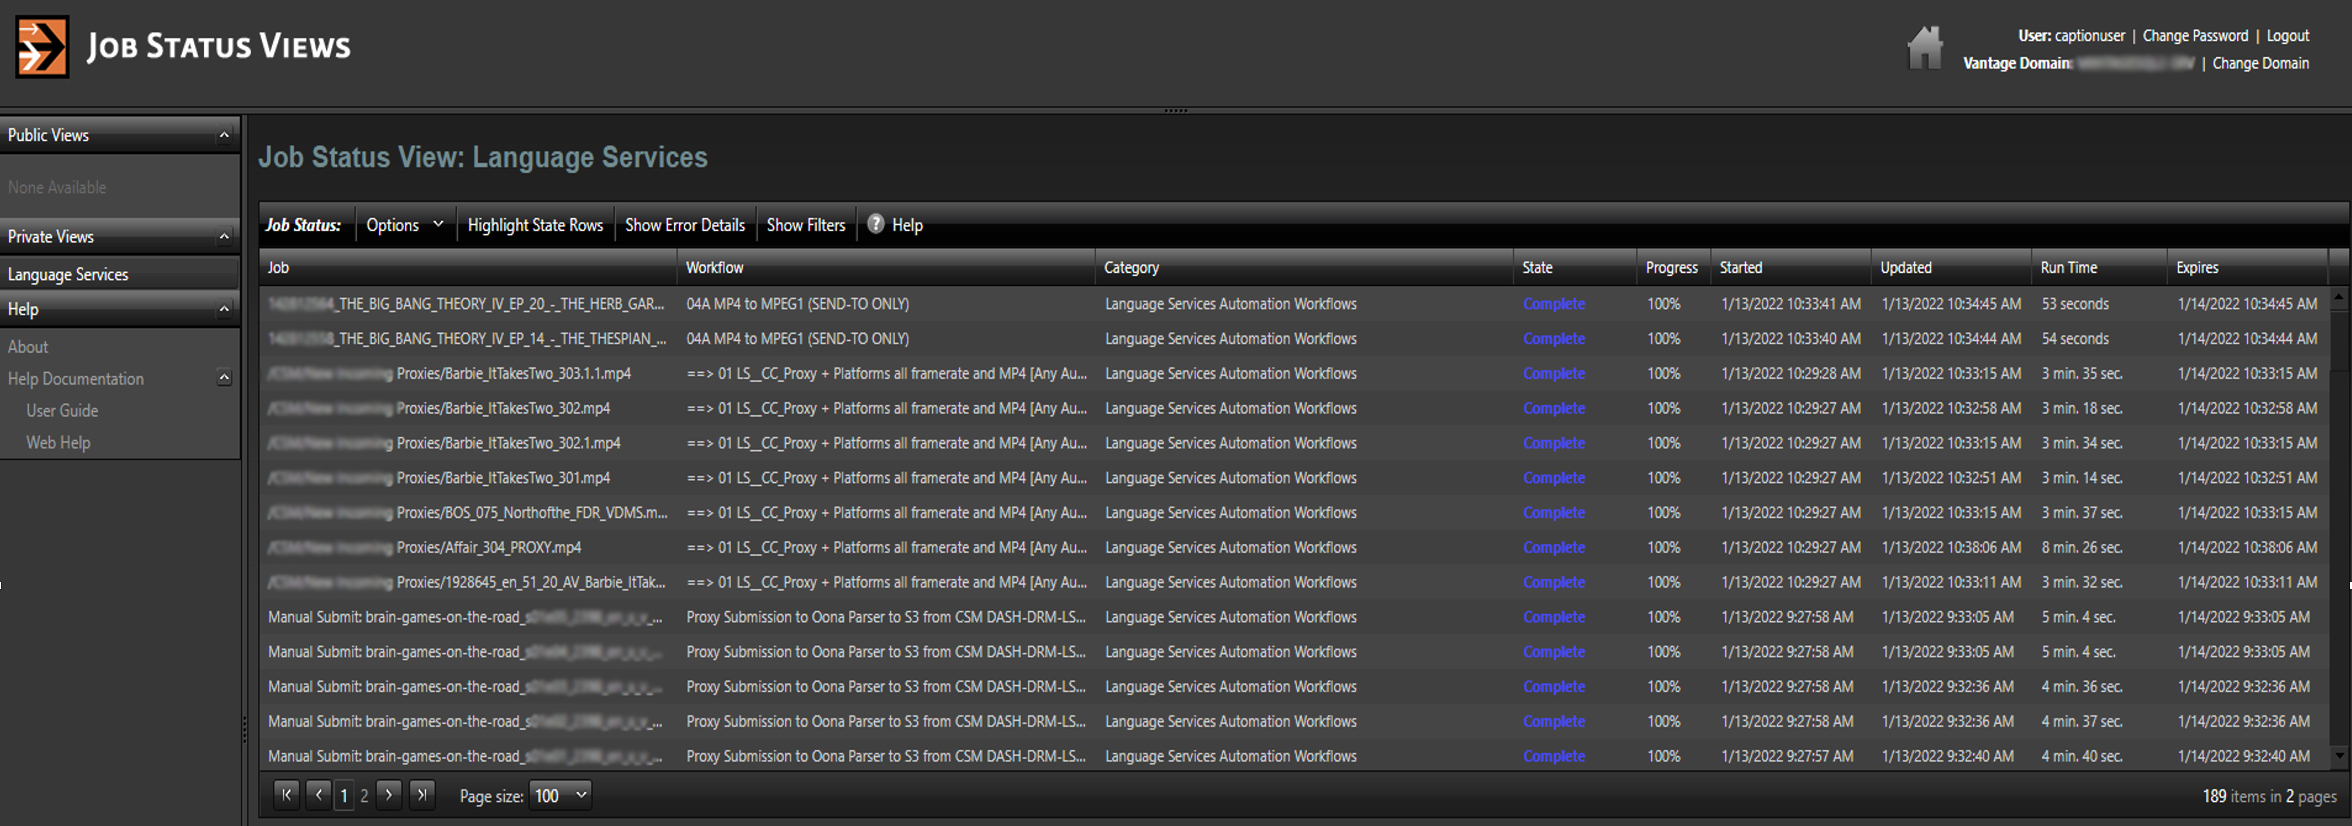 JOB STATUS VIEWS
User: captionuser | Change Password | Logout
Vantage Domain: | Change Domain
Public Views
None Available
Private Views
Language Services
Help
About
Help Documentation
User Guide
Web Help
Job Status View: Language Services
Job Status: Options Highlight State Rows Show Error Details Show Filters ? Help
Job Workflow Category State Progress Started Updated Run Time Expires
_THE_BIG_BANG_THEORY_IV_EP_20_-_THE_HERB_GAR... 04A MP4 to MPEG1 (SEND-TO ONLY) Language Services Automation Workflows Complete 100% 1/13/2022 10:33:41 AM 1/13/2022 10:34:45 AM 53 seconds 1/14/2022 10:34:45 AM
_THE_BIG_BANG_THEORY_IV_EP_14_-_THE_THESPIAN_... 04A MP4 to MPEG1 (SEND-TO ONLY) Language Services Automation Workflows Complete 100% 1/13/2022 10:33:40 AM 1/13/2022 10:34:44 AM 54 seconds 1/14/2022 10:34:44 AM
Proxies/Barbie_ItTakesTwo_303.1.1.mp4 ==> 01 LS__CC_Proxy + Platforms all framerate and MP4 [Any Au... Language Services Automation Workflows Complete 100% 1/13/2022 10:29:28 AM 1/13/2022 10:33:15 AM 3 min. 35 sec. 1/14/2022 10:33:15 AM
Proxies/Barbie_ItTakesTwo_302.mp4 ==> 01 LS__CC_Proxy + Platforms all framerate and MP4 [Any Au... Language Services Automation Workflows Complete 100% 1/13/2022 10:29:27 AM 1/13/2022 10:32:58 AM 3 min. 18 sec. 1/14/2022 10:32:58 AM
Proxies/Barbie_ItTakesTwo_302.1.mp4 ==> 01 LS__CC_Proxy + Platforms all framerate and MP4 [Any Au... Language Services Automation Workflows Complete 100% 1/13/2022 10:29:27 AM 1/13/2022 10:33:15 AM 3 min. 34 sec. 1/14/2022 10:33:15 AM
Proxies/Barbie_ItTakesTwo_301.mp4 ==> 01 LS__CC_Proxy + Platforms all framerate and MP4 [Any Au... Language Services Automation Workflows Complete 100% 1/13/2022 10:29:27 AM 1/13/2022 10:32:51 AM 3 min. 14 sec. 1/14/2022 10:32:51 AM
Proxies/BOS_075_Northofthe_FDR_VDMS.m... ==> 01 LS__CC_Proxy + Platforms all framerate and MP4 [Any Au... Language Services Automation Workflows Complete 100% 1/13/2022 10:29:27 AM 1/13/2022 10:33:15 AM 3 min. 37 sec. 1/14/2022 10:33:15 AM
Proxies/Affair_304_PROXY.mp4 ==> 01 LS__CC_Proxy + Platforms all framerate and MP4 [Any Au... Language Services Automation Workflows Complete 100% 1/13/2022 10:29:27 AM 1/13/2022 10:38:06 AM 8 min. 26 sec. 1/14/2022 10:38:06 AM
Proxies/1928645_en_51_20_AV_Barbie_ItTak... ==> 01 LS__CC_Proxy + Platforms all framerate and MP4 [Any Au... Language Services Automation Workflows Complete 100% 1/13/2022 10:29:27 AM 1/13/2022 10:33:11 AM 3 min. 32 sec. 1/14/2022 10:33:11 AM
Manual Submit: brain-games-on-the-road_ ... Proxy Submission to Oona Parser to S3 from CSM DASH-DRM-LS... Language Services Automation Workflows Complete 100% 1/13/2022 9:27:58 AM 1/13/2022 9:33:05 AM 5 min. 4 sec. 1/14/2022 9:33:05 AM
Manual Submit: brain-games-on-the-road_ ... Proxy Submission to Oona Parser to S3 from CSM DASH-DRM-LS... Language Services Automation Workflows Complete 100% 1/13/2022 9:27:58 AM 1/13/2022 9:33:05 AM 5 min. 4 sec. 1/14/2022 9:33:05 AM
Manual Submit: brain-games-on-the-road_ ... Proxy Submission to Oona Parser to S3 from CSM DASH-DRM-LS... Language Services Automation Workflows Complete 100% 1/13/2022 9:27:58 AM 1/13/2022 9:32:36 AM 4 min. 36 sec. 1/14/2022 9:32:36 AM
Manual Submit: brain-games-on-the-road_ ... Proxy Submission to Oona Parser to S3 from CSM DASH-DRM-LS... Language Services Automation Workflows Complete 100% 1/13/2022 9:27:58 AM 1/13/2022 9:32:36 AM 4 min. 37 sec. 1/14/2022 9:32:36 AM
Manual Submit: brain-games-on-the-road_ ... Proxy Submission to Oona Parser to S3 from CSM DASH-DRM-LS... Language Services Automation Workflows Complete 100% 1/13/2022 9:27:57 AM 1/13/2022 9:32:40 AM 4 min. 40 sec. 1/14/2022 9:32:40 AM
1 2 Page size: 100 189 items in 2 pages